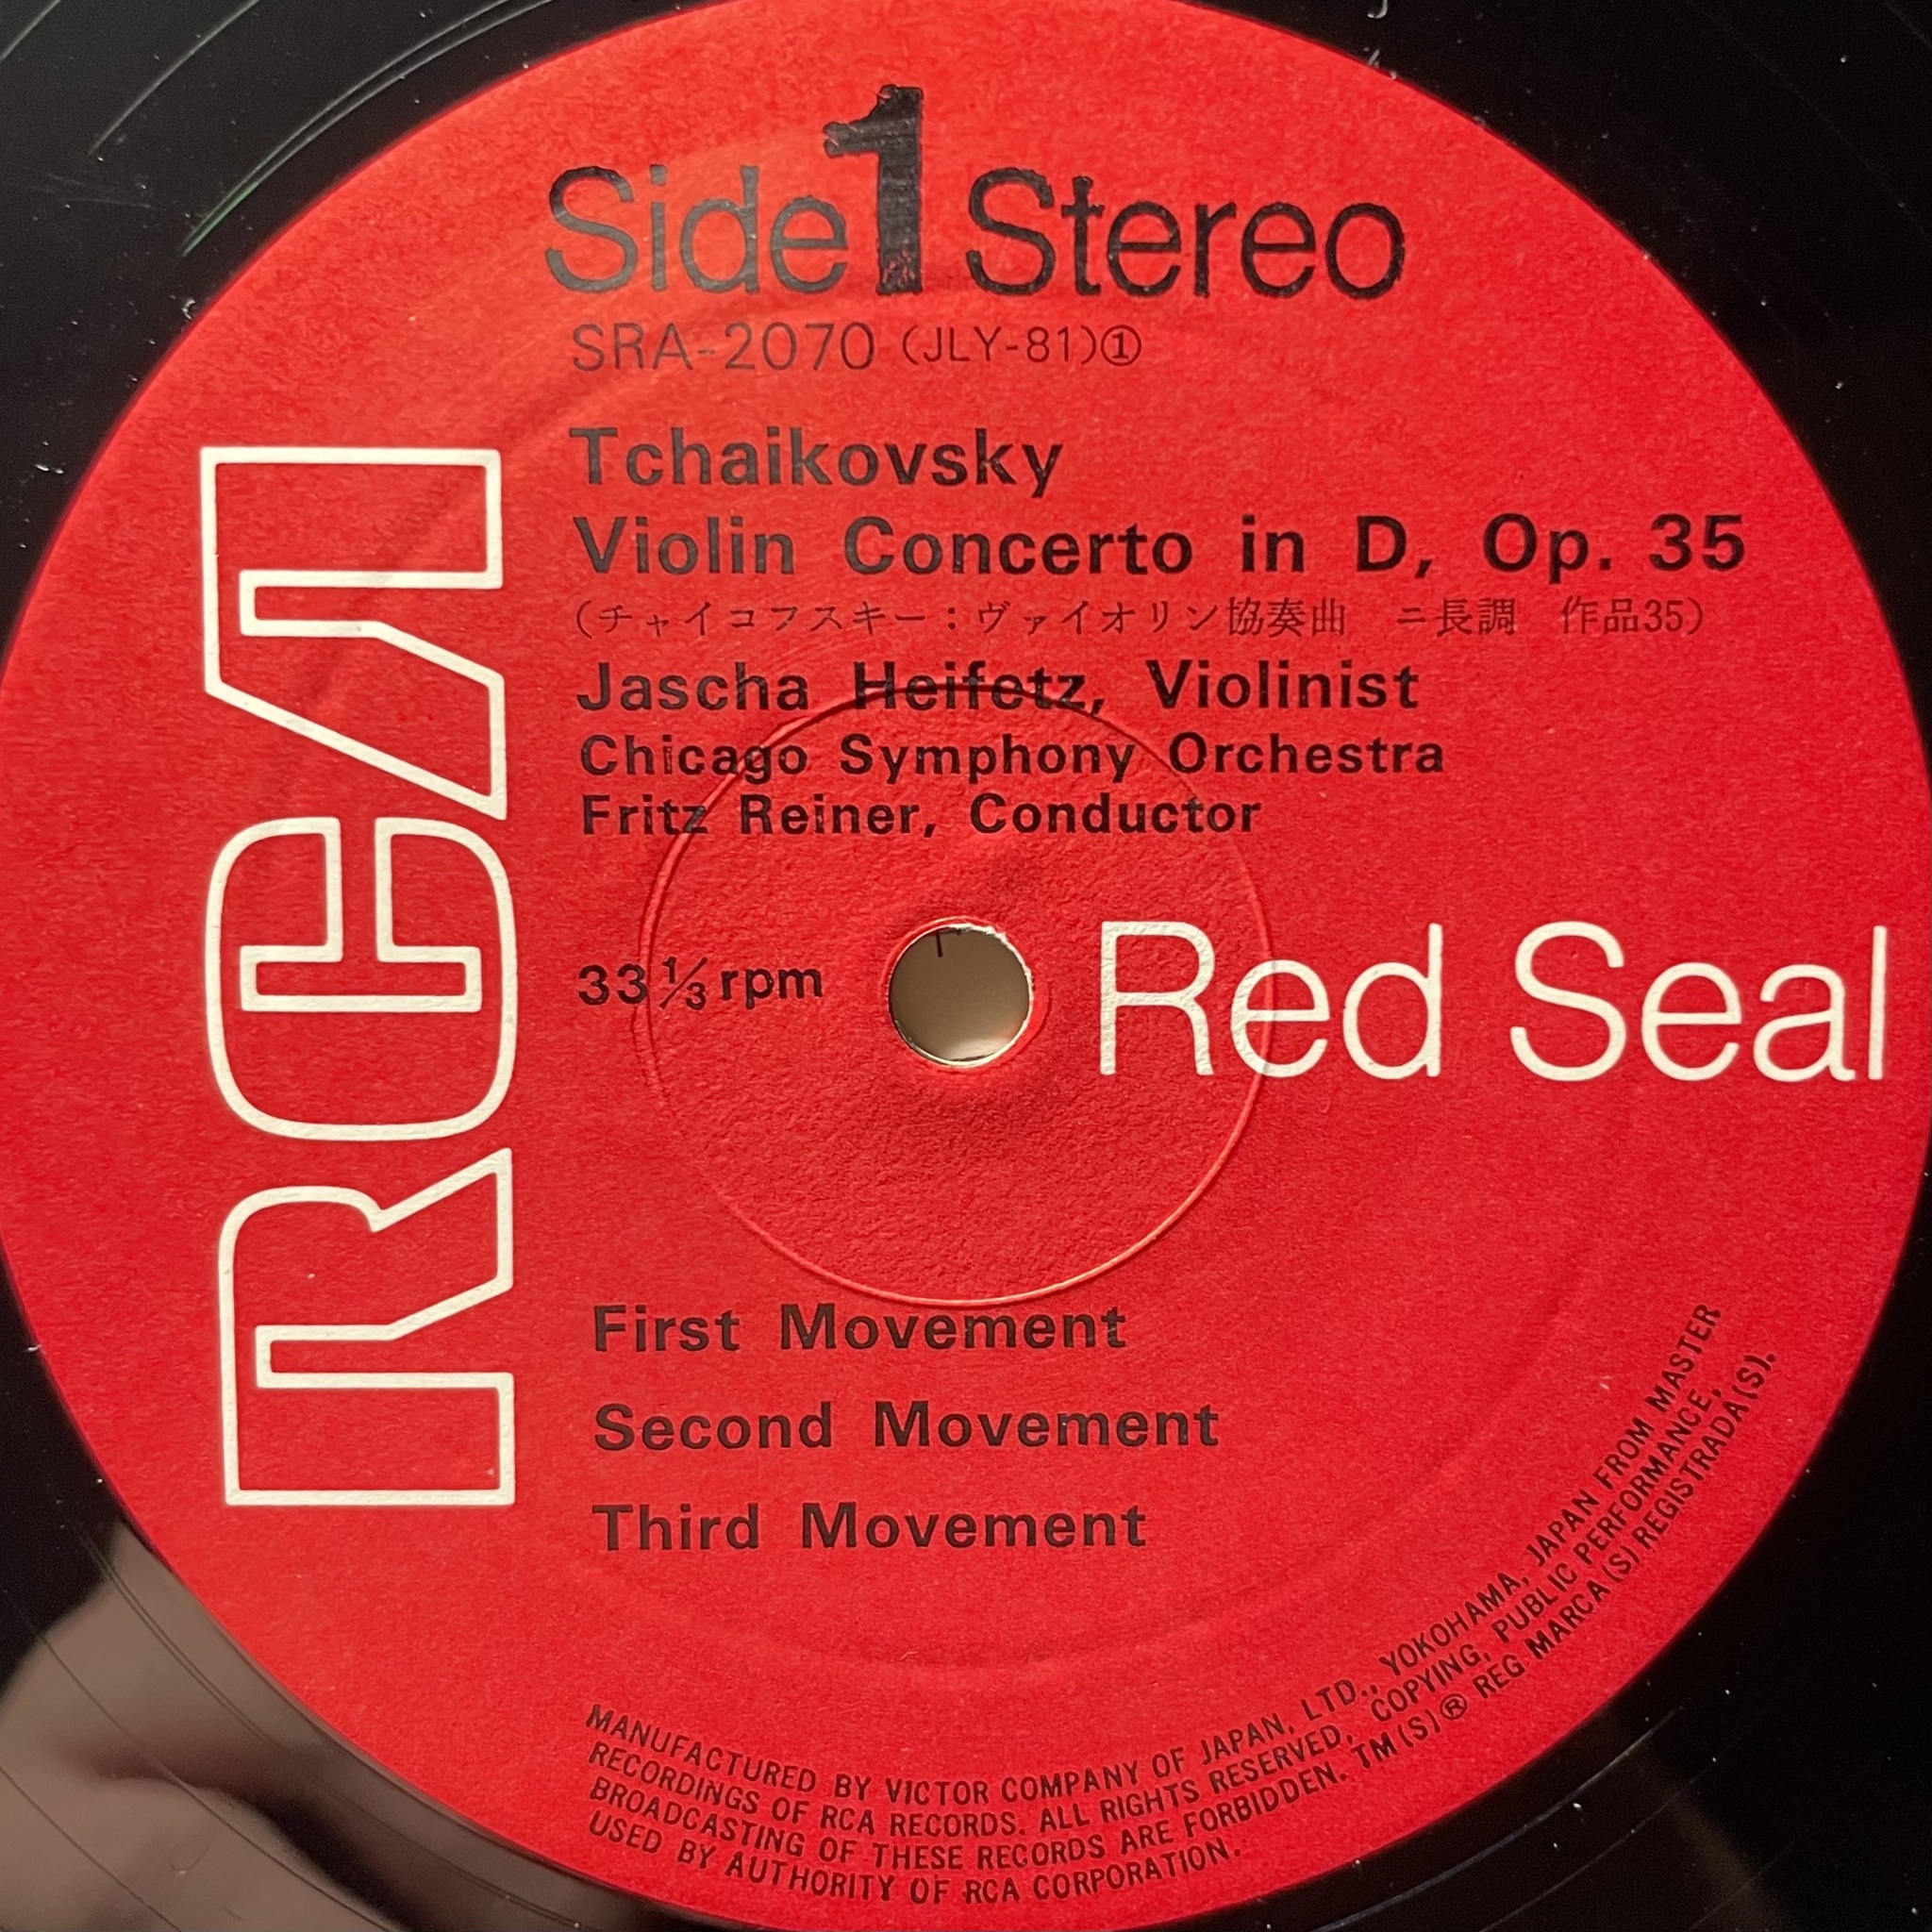 Side 1 Stereo
SRA-2070 (JLY-81)①
Tchaikovsky
Violin Concerto in D, Op. 35
(チャイコフスキー:ヴァイオリン協奏曲 ニ長調 作品35)
Jascha Heifetz, Violinist
Chicago Symphony Orchestra
Fritz Reiner, Conductor
33⅓ rpm
Red Seal
RCA
First Movement
Second Movement
Third Movement
MANUFACTURED BY VICTOR COMPANY OF JAPAN, LTD., YOKOHAMA, JAPAN FROM MASTER
RECORDINGS OF RCA RECORDS. ALL RIGHTS RESERVED, COPYING, PUBLIC PERFORMANCE,
BROADCASTING OF THESE RECORDS ARE FORBIDDEN. TM(S)® REG MARCA(S) REGISTRADA(S).
USED BY AUTHORITY OF RCA CORPORATION.